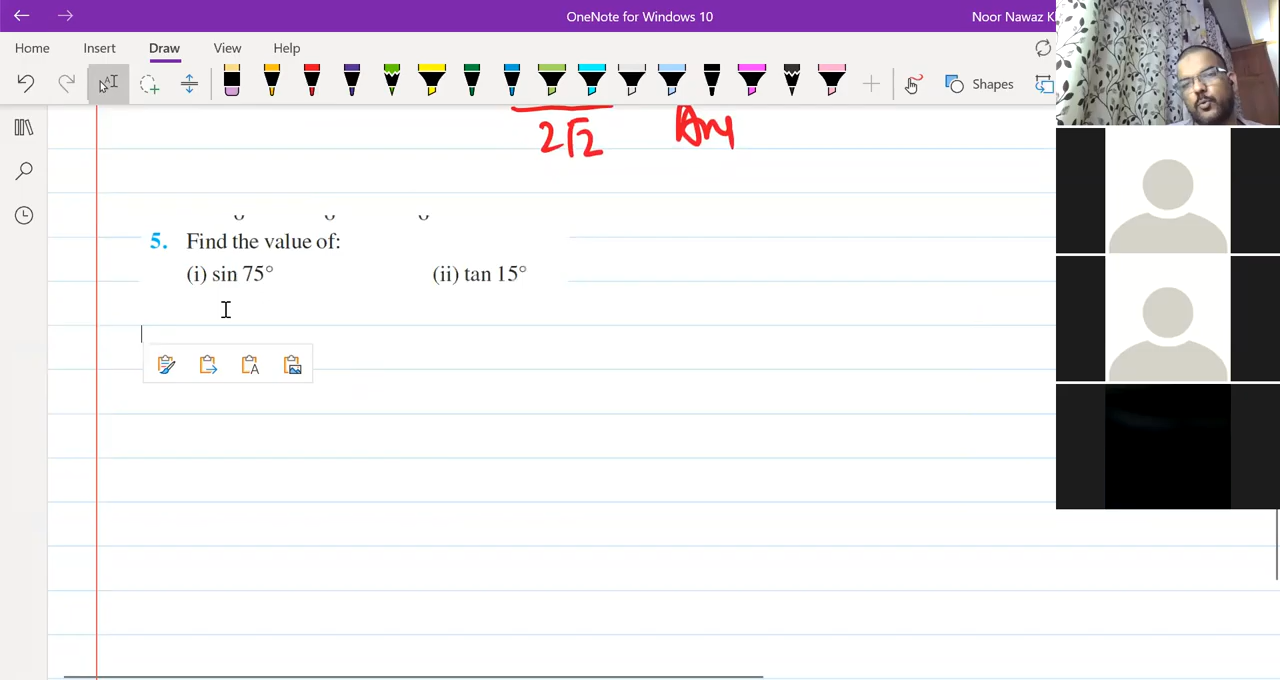 OneNote for Windows 10
Noor Nawaz K
Home Insert Draw View Help
Shapes
2√2 Ans
5. Find the value of:
(i) sin 75° (ii) tan 15°